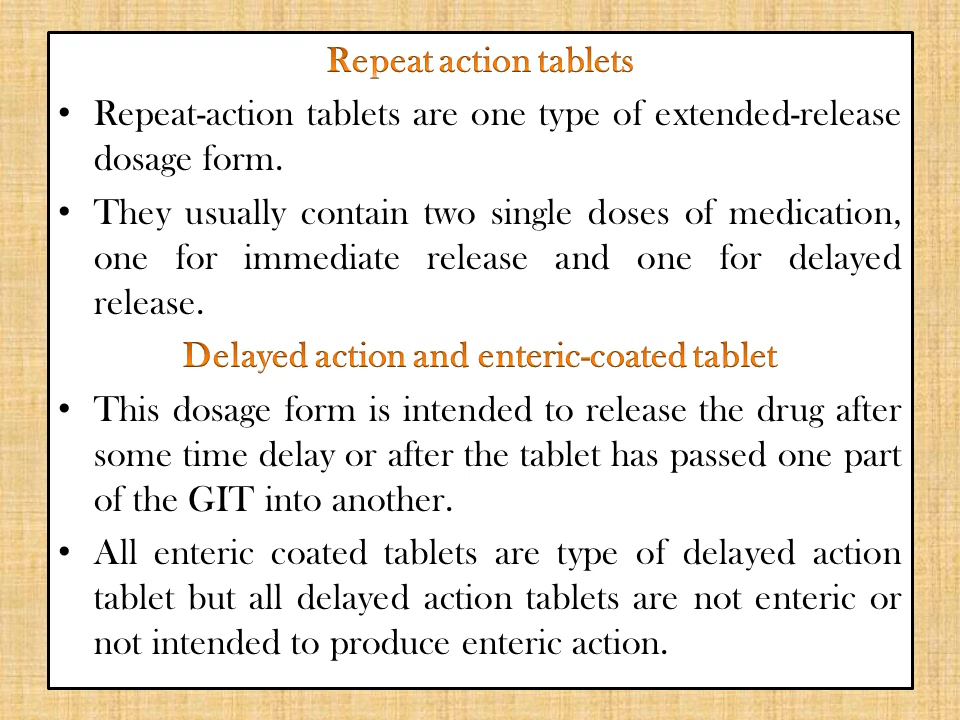 Repeat action tablets
• Repeat-action tablets are one type of extended-release
dosage form.
• They usually contain two single doses of medication,
one for immediate release and one for delayed
release.
Delayed action and enteric-coated tablet
• This dosage form is intended to release the drug after
some time delay or after the tablet has passed one part
of the GIT into another.
• All enteric coated tablets are type of delayed action
tablet but all delayed action tablets are not enteric or
not intended to produce enteric action.